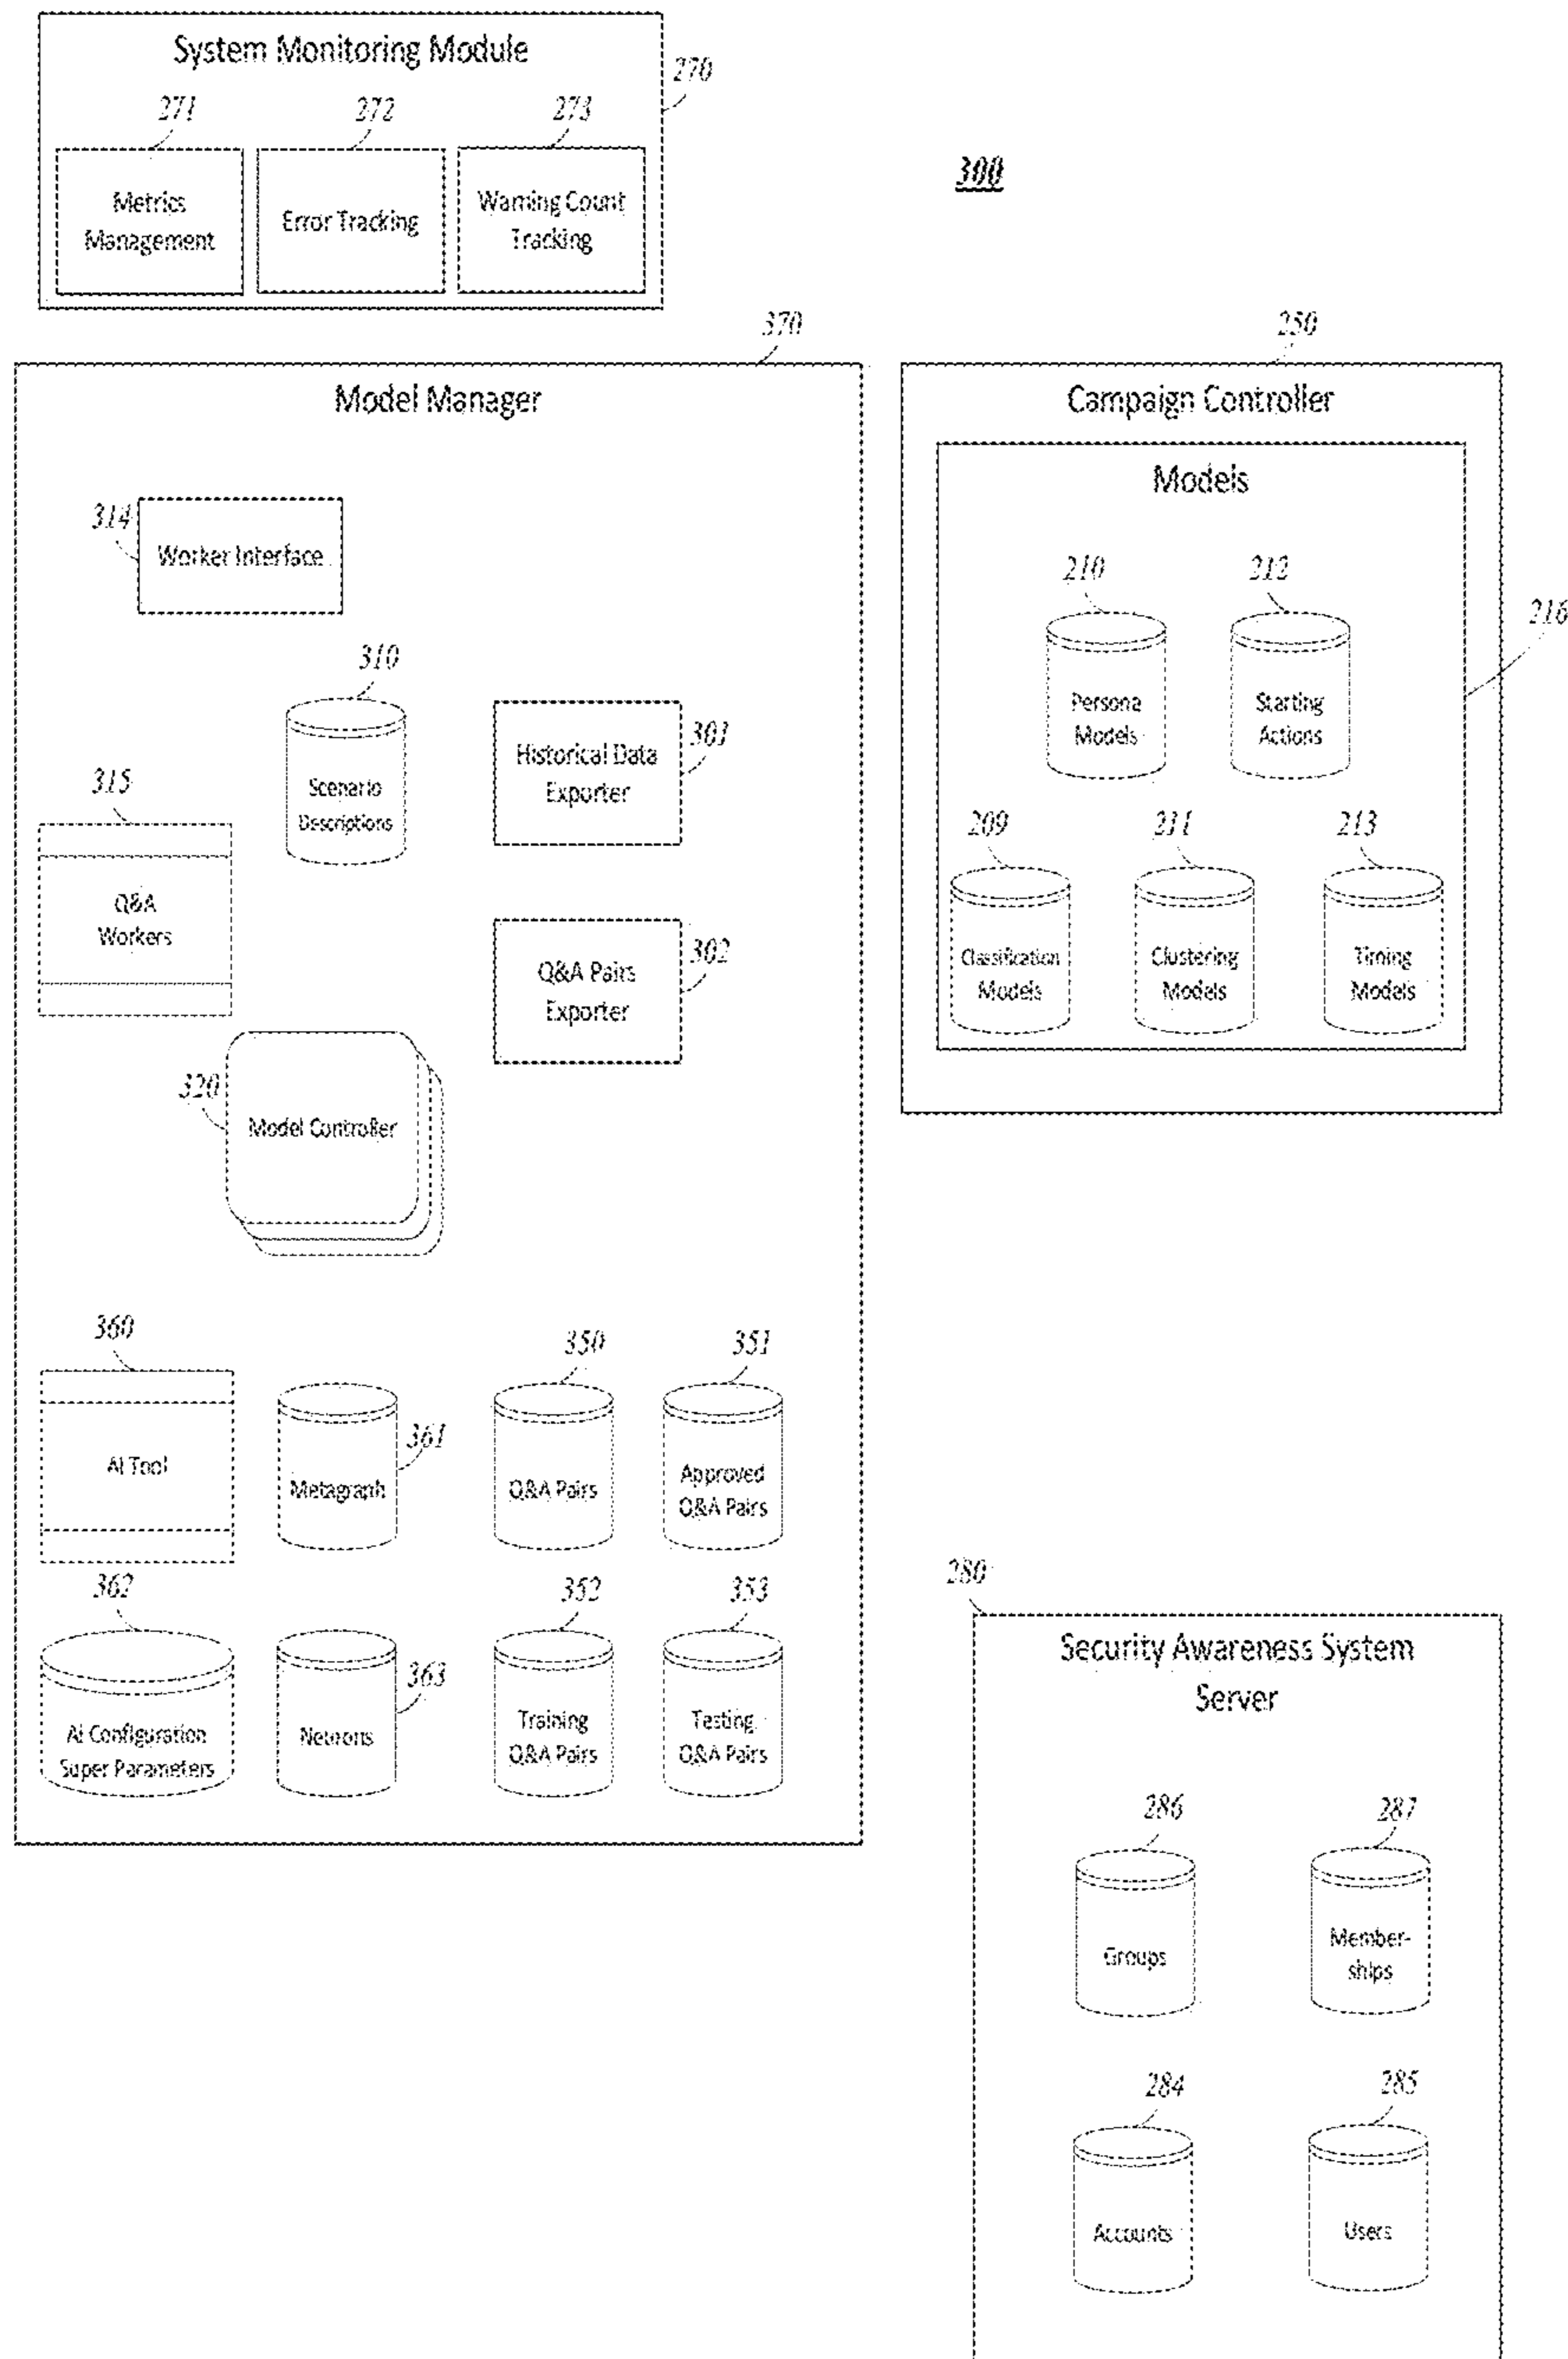 System Monitoring Module
270
271
272
273
Metrics
Management
Error Tracking
Warning Count
Tracking
300
370
Model Manager
314
Worker Interface
310
Scenario
Descriptions
Historical Data
Exporter
301
315
Q&A
Workers
Q&A Pairs
Exporter
302
320
Model Controller
360
AI Tool
Metagraph
361
350
Q&A Pairs
351
Approved
Q&A Pairs
362
AI Configuration
Super Parameters
Neurons
363
352
Training
Q&A Pairs
353
Testing
Q&A Pairs
250
Campaign Controller
Models
216
210
Persona
Models
212
Starting
Actions
209
Classification
Models
211
Clustering
Models
213
Timing
Models
280
Security Awareness System
Server
286
Groups
287
Member-
ships
284
Accounts
285
Users